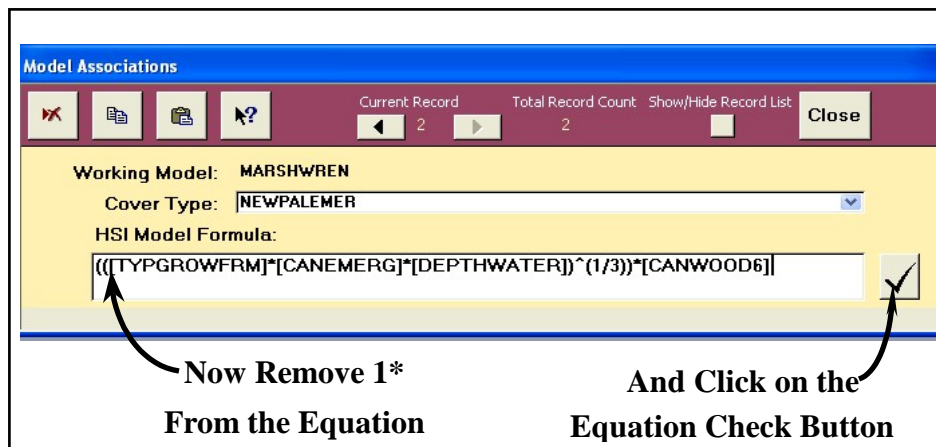 Model Associations
Current Record Total Record Count Show/Hide Record List
2 2 Close
Working Model: MARSHWREN
Cover Type: NEWPALEMER
HSI Model Formula:
(([TYPGROWFRM]*[CANEMERG]*[DEPTHWATER])^(1/3))*[CANWOOD6]
Now Remove 1*
From the Equation
And Click on the
Equation Check Button